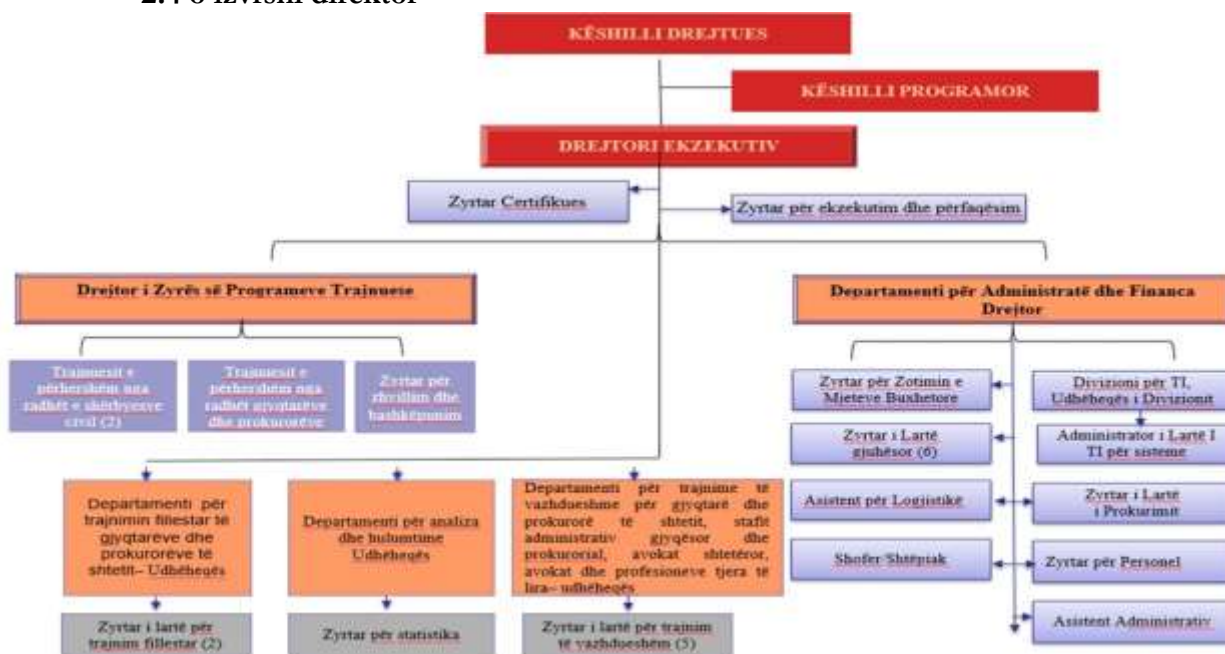 KËSHILLI DREJTUES
KËSHILLI PROGRAMOR
DREJTORI EKZEKUTIV
Zyrtar Certifikues
Zyrtar për ekzekutim dhe përfaqësim
Drejtor i Zyrës së Programeve Trajnuese
Departamenti për Administratë dhe Financa
Drejtor
Trajnuesit e
përhershëm nga
radhët e shërbyesve
civil (2)
Trajnuesit e
përhershëm nga
radhët gjyqtarëve
dhe prokurorëve
Zyrtar për
zhvillim dhe
bashkëpunim
Zyrtar për Zotimin e
Mjeteve Buxhetore
Divizioni për TI,
Udhëheqës i Divizionit
Zyrtar i Lartë
gjuhësor (6)
Administrator i Lartë I
TI për sisteme
Asistent për Logjiistikë
Zyrtar i Lartë
i Prokurimit
Shofer/Shtëpiak
Zyrtar për Personel
Asistent Administrativ
Departamenti për
trajnimin fillestar të
gjyqtarëve dhe
prokurorëve të
shtetit– Udhëheqës
Departamenti për analiza
dhe hulumtime
Udhëheqës
Departamenti për trajnime të
vazhdueshme për gjyqtarë dhe
prokurorë të shtetit, stafit
administrativ gjyqësor dhe
prokurorial, avokat shtetëror,
avokat dhe profesioneve tjera të
lira– udhëheqës
Zyrtar i lartë për
trajnim fillestar (2)
Zyrtar për statistika
Zyrtar i lartë për trajnim
të vazhdueshëm (5)